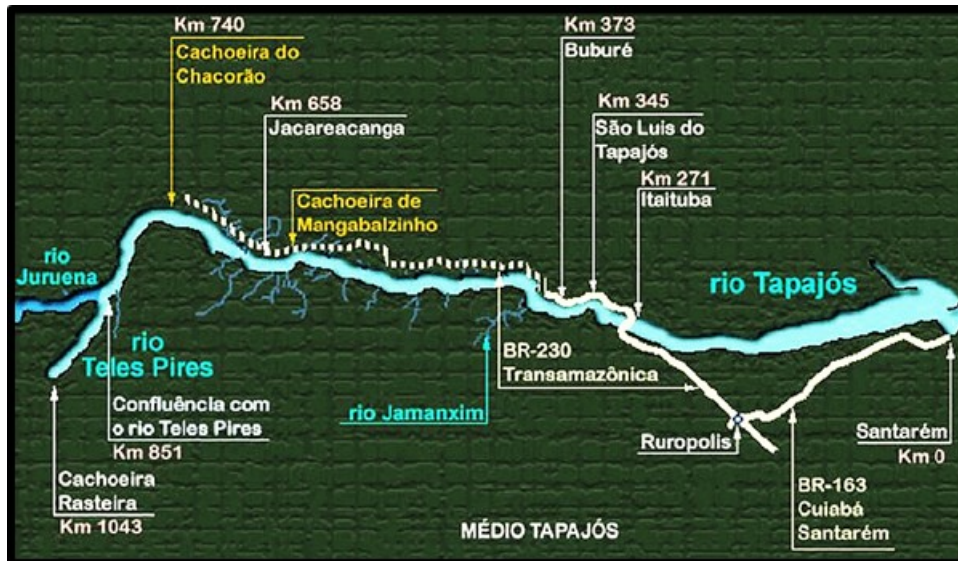 Km 740
Cachoeira do
Chacorão
Km 658
Jacareacanga
Cachoeira de
Mangabalzinho
Km 373
Buburé
Km 345
São Luis do
Tapajós
Km 271
Itaituba
rio
Juruena
rio Tapajós
rio
Teles Pires
BR-230
Transamazônica
rio Jamanxim
Confluência com
o rio Teles Pires
Km 851
Cachoeira
Rasteira
Km 1043
Ruropolis
Santarém
Km 0
BR-163
Cuiabá
Santarém
MÉDIO TAPAJÓS